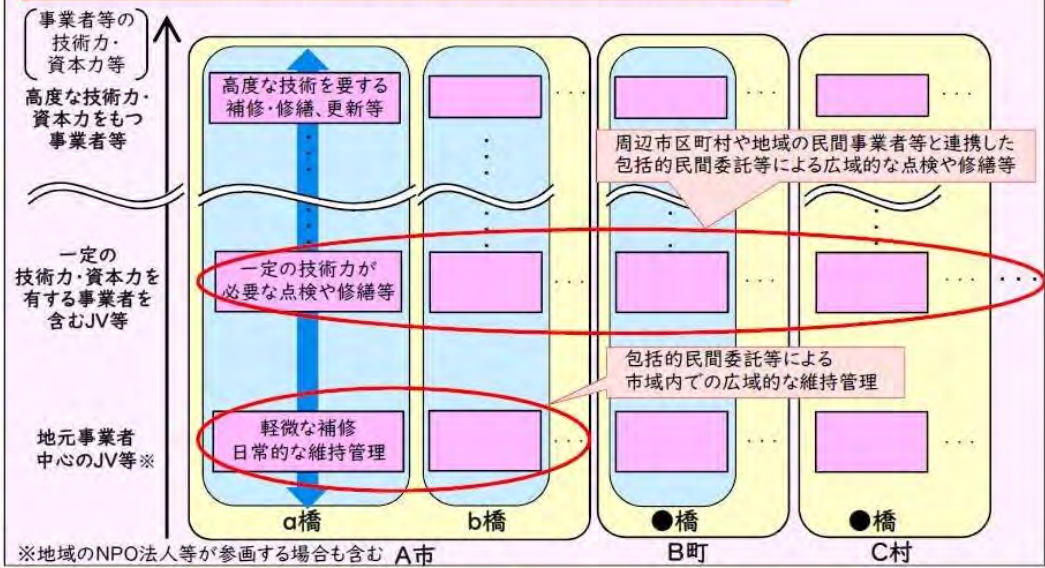 事業者等の
技術力・
資本力等
高度な技術力・
資本力をもつ
事業者等
一定の
技術力・資本力を
有する事業者を
含むJV等
地元事業者
中心のJV等※
高度な技術を要する
補修・修繕、更新等
周辺市区町村や地域の民間事業者等と連携した
包括的民間委託等による広域的な点検や修繕等
一定の技術力が
必要な点検や修繕等
包括的民間委託等による
市域内での広域的な維持管理
軽微な補修
日常的な維持管理
a橋
b橋
●橋
●橋
A市
B町
C村
※地域のNPO法人等が参画する場合も含む